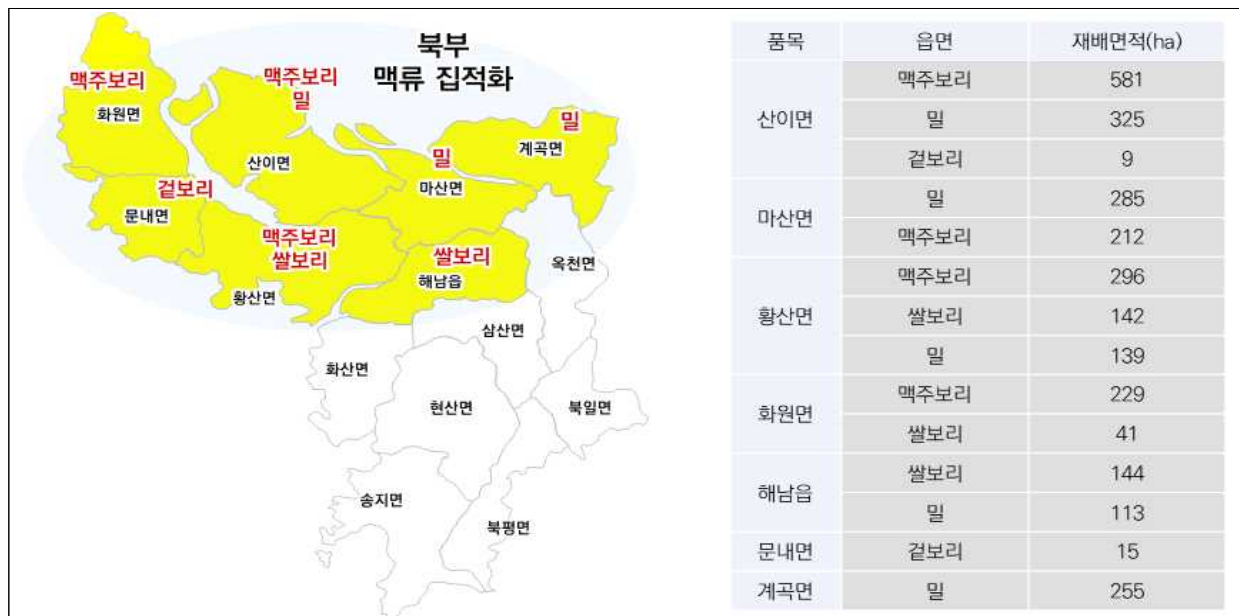 북부
맥류 집적화
맥주보리
화원면
맥주보리
밀
산이면
밀
계곡면
밀
마산면
겉보리
문내면
맥주보리
쌀보리
황산면
쌀보리
해남읍
옥천면
삼산면
화산면
현산면
북일면
송지면
북평면
품목 읍면 재배면적(ha)
산이면 맥주보리 581
밀 325
겉보리 9
마산면 밀 285
맥주보리 212
황산면 맥주보리 296
쌀보리 142
밀 139
화원면 맥주보리 229
쌀보리 41
해남읍 쌀보리 144
밀 113
문내면 겉보리 15
계곡면 밀 255